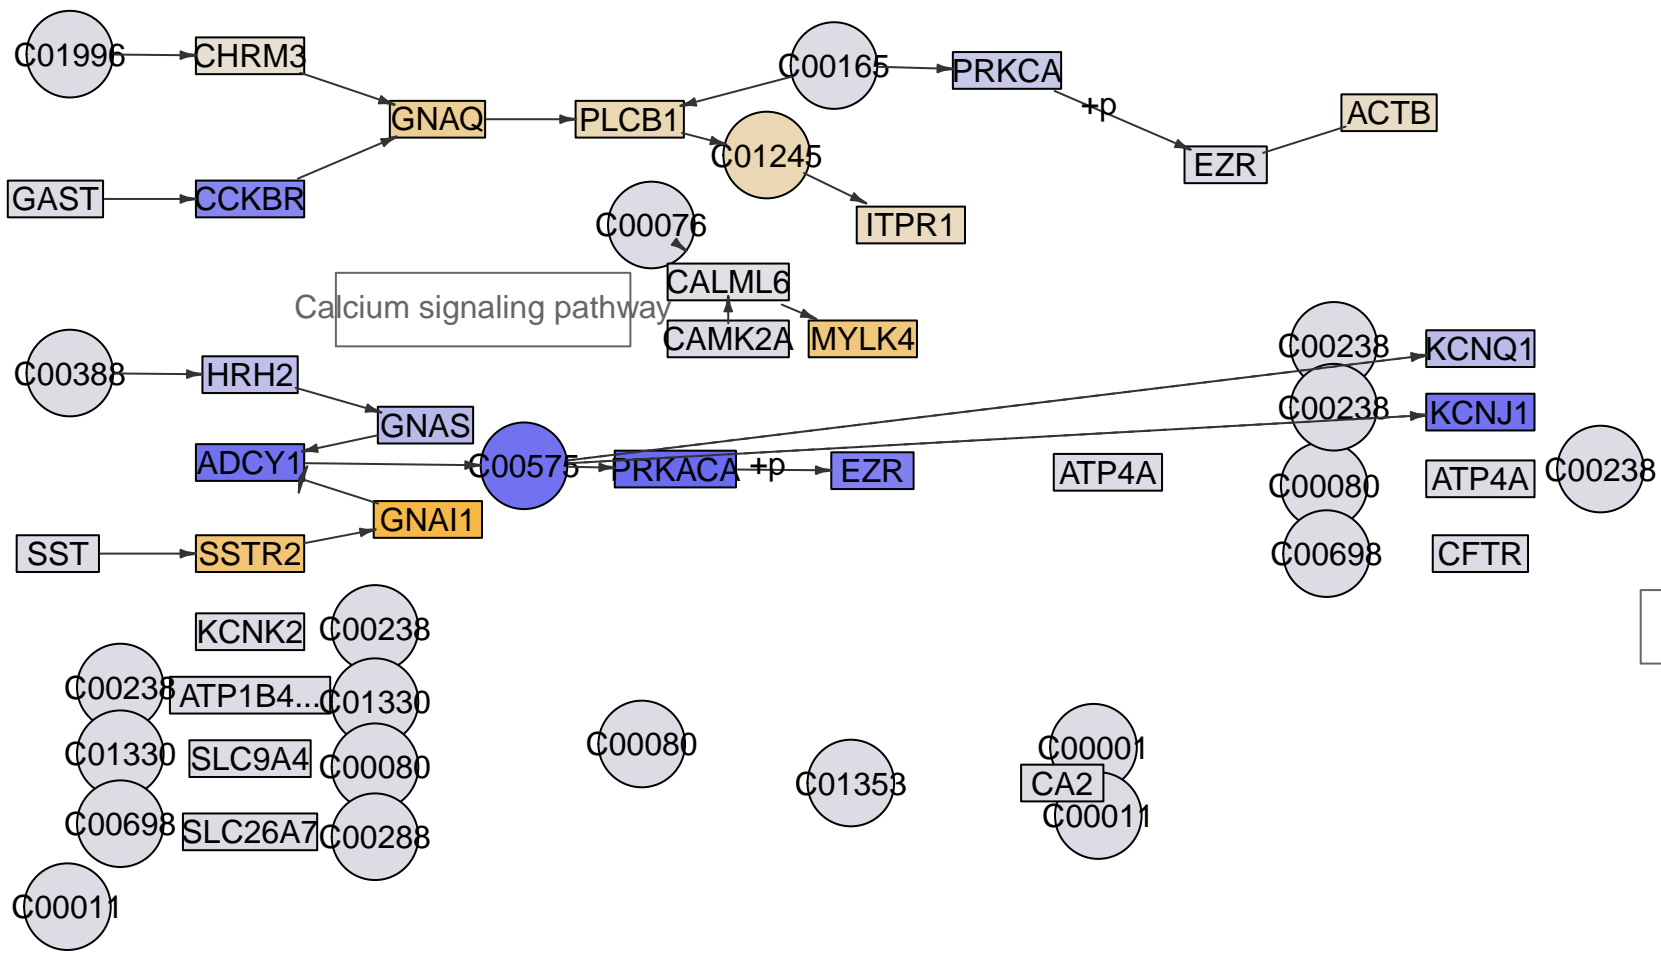 C01996
CHRM3
C00165
PRKCA
+p
ACTB
GNAQ
PLCB1
C01245
EZR
GAST
CCKBR
C00076
ITPR1
CALML6
Calcium signaling pathway
CAMK2A
MYLK4
C00238
KCNQ1
C00388
HRH2
C00238
KCNJ1
GNAS
ADCY1
C00575
PRKACA
+p
EZR
ATP4A
C00080
ATP4A
C00238
GNAI1
SST
SSTR2
C00698
CFTR
KCNK2
C00238
C00238
ATP1B4...
C01330
C01330
SLC9A4
C00080
C00080
C01353
C00001
CA2
C00011
C00698
SLC26A7
C00288
C00011